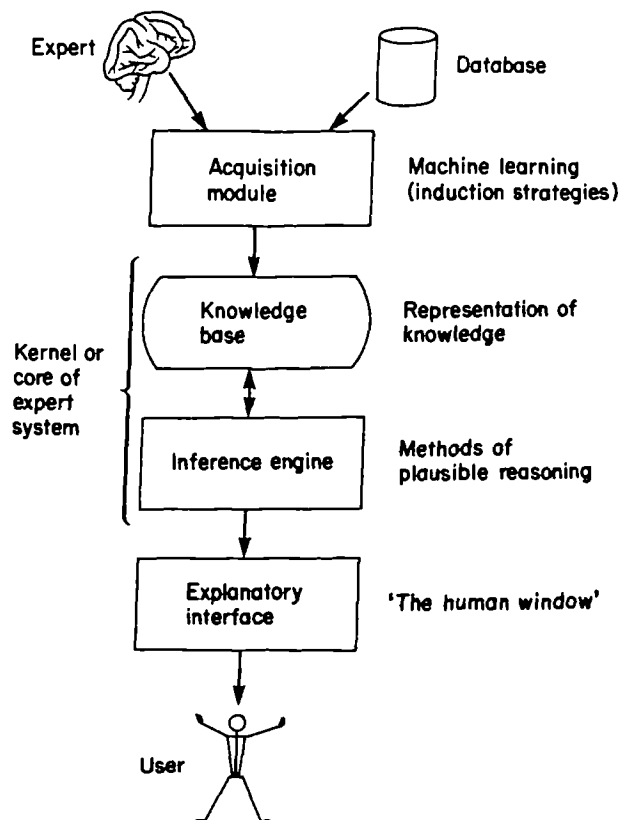 Expert
Database
Acquisition
module
Machine learning
(induction strategies)
Knowledge
base
Representation of
knowledge
Kernel or
core of
expert
system
Inference engine
Methods of
plausible reasoning
Explanatory
interface
'The human window'
User